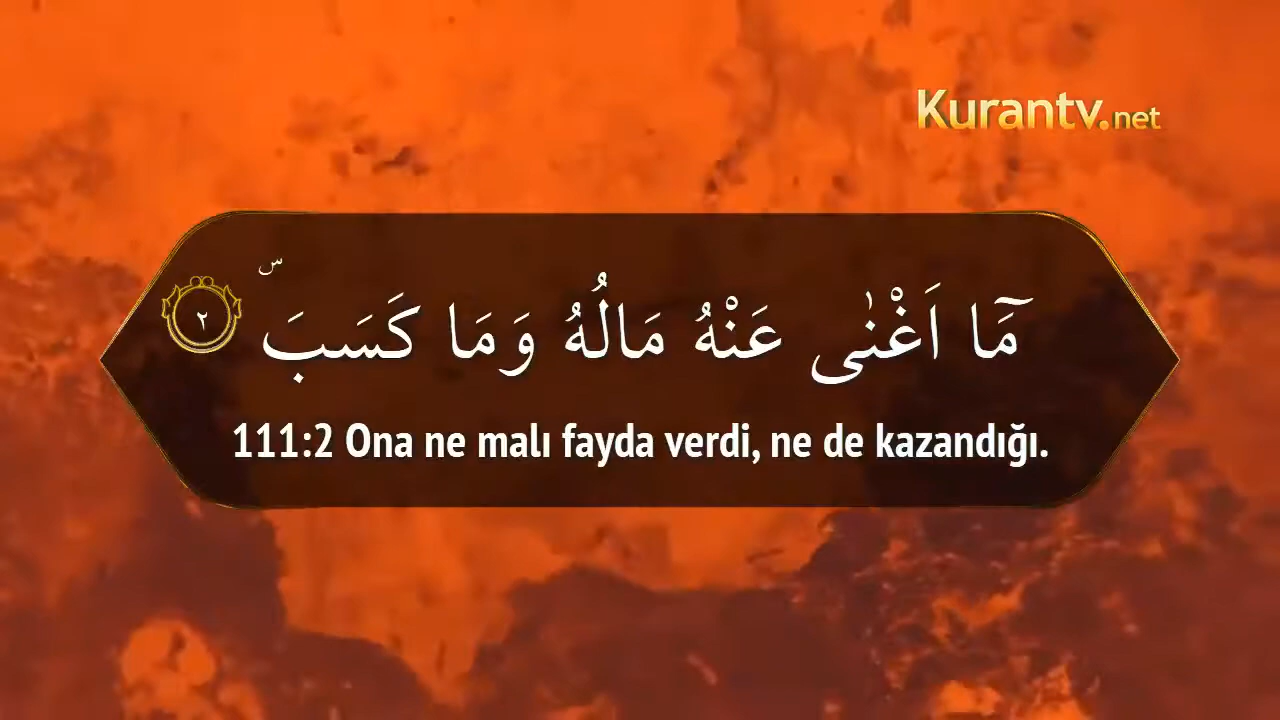 Kurantv.net
مَٓا اَغْنٰى عَنْهُ مَالُهُ وَمَا كَسَبَ ۜ ٢
111:2 Ona ne malı fayda verdi, ne de kazandığı.